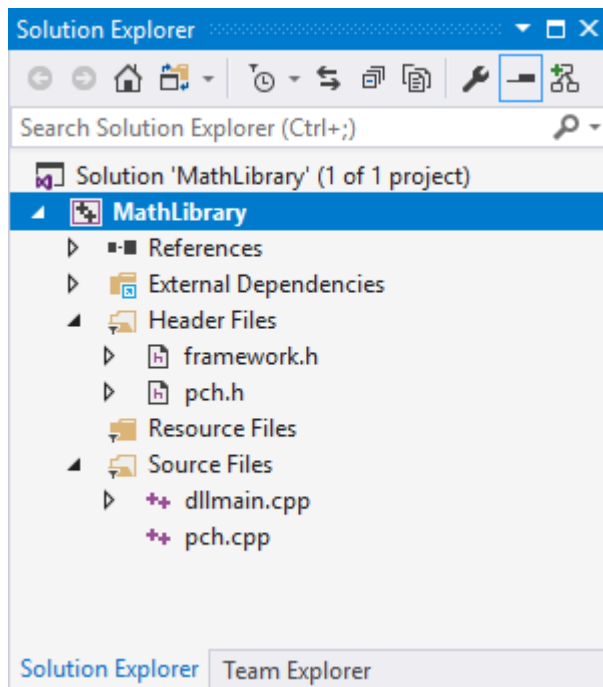 Solution Explorer
Search Solution Explorer (Ctrl+;)
Solution 'MathLibrary' (1 of 1 project)
MathLibrary
References
External Dependencies
Header Files
framework.h
pch.h
Resource Files
Source Files
dllmain.cpp
pch.cpp
Solution Explorer Team Explorer